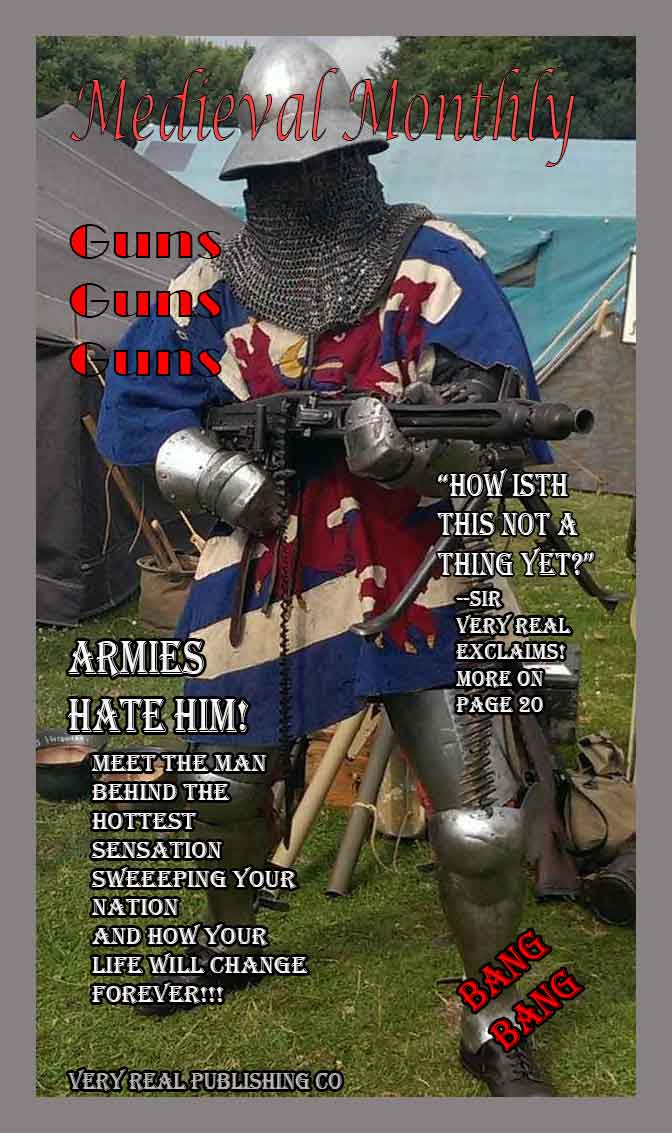 Medieval Monthly
Guns
Guns
Guns
"HOW ISTH
THIS NOT A
THING YET?"
--SIR
VERY REAL
EXCLAIMS!
MORE ON
PAGE 20
ARMIES
HATE HIM!
MEET THE MAN
BEHIND THE
HOTTEST
SENSATION
SWEEEPING YOUR
NATION
AND HOW YOUR
LIFE WILL CHANGE
FOREVER!!!
BANG
BANG
VERY REAL PUBLISHING CO